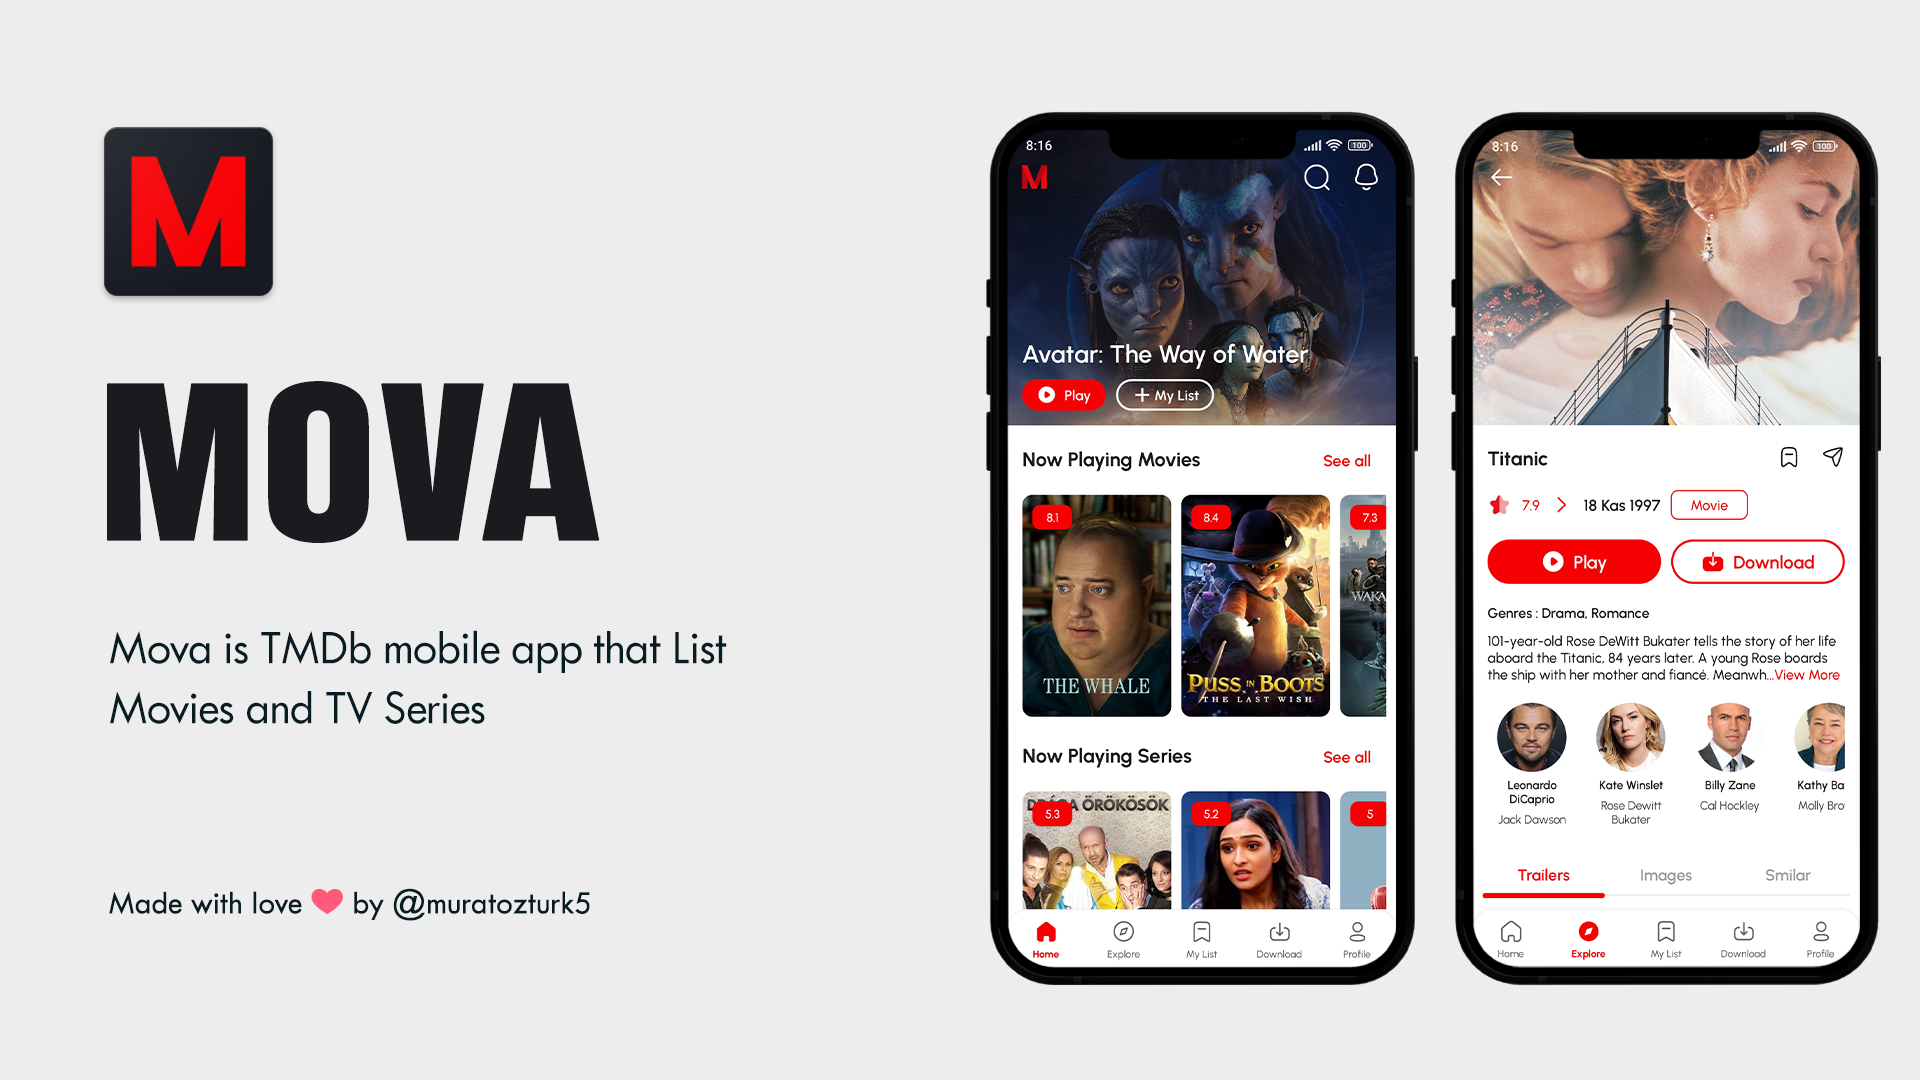 M
MOVA
Mova is TMDb mobile app that List
Movies and TV Series
Made with love by @muratozturk5
8:16
100
M
Avatar: The Way of Water
Play
My List
Now Playing Movies
See all
8.1
THE WHALE
8.4
PUSS IN BOOTS
THE LAST WISH
7.3
WAKA
Now Playing Series
See all
ÖRÖKÖSÖK
5.3
5.2
5
Home
Explore
My List
Download
Profile
8:16
100
Titanic
7.9
18 Kas 1997
Movie
Play
Download
Genres : Drama, Romance
101-year-old Rose DeWitt Bukater tells the story of her life
aboard the Titanic, 84 years later. A young Rose boards
the ship with her mother and fiancé. Meanwh...View More
Leonardo
DiCaprio
Jack Dawson
Kate Winslet
Rose Dewitt
Bukater
Billy Zane
Cal Hockley
Kathy Ba
Molly Bro
Trailers
Images
Smilar
Home
Explore
My List
Download
Profile